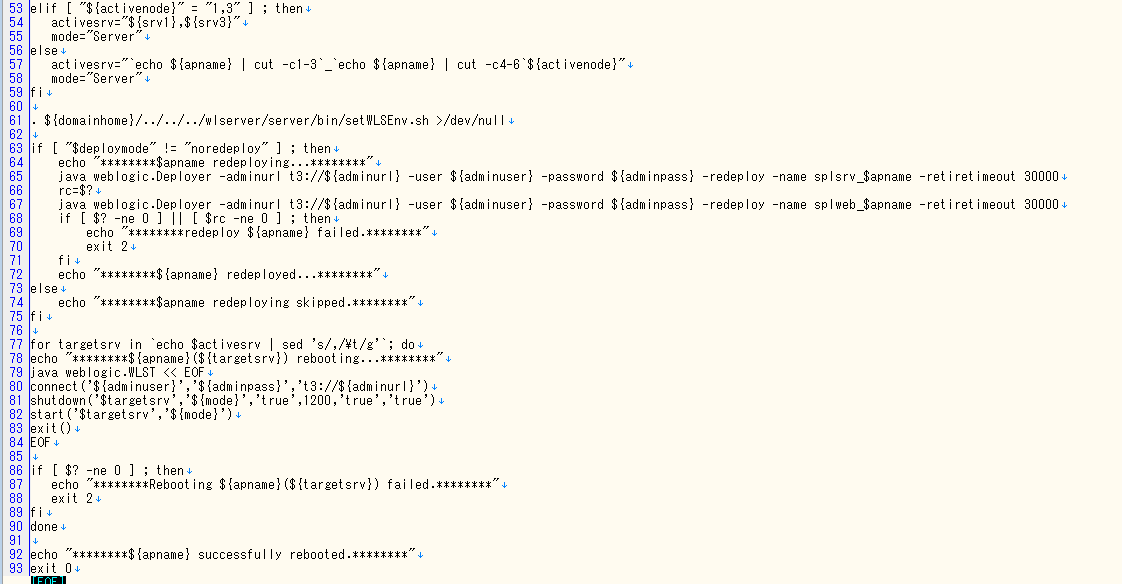 53 elif [ "${activenode}" = "1,3" ] ; then↓
54    activesrv="${srv1},${srv3}"↓
55    mode="Server"↓
56 else↓
57    activesrv="`echo ${apname} | cut -c1-3`_`echo ${apname} | cut -c4-6`${activenode}"↓
58    mode="Server"↓
59 fi↓
60 ↓
61 . ${domainhome}/../../../wlserver/server/bin/setWLSEnv.sh >/dev/null↓
62 ↓
63 if [ "$deploymode" != "noredeploy" ] ; then↓
64     echo "********$apname redeploying...********"↓
65     java weblogic.Deployer -adminurl t3://${adminurl} -user ${adminuser} -password ${adminpass} -redeploy -name splsrv_$apname -retiretimeout 30000↓
66     rc=$?↓
67     java weblogic.Deployer -adminurl t3://${adminurl} -user ${adminuser} -password ${adminpass} -redeploy -name splweb_$apname -retiretimeout 30000↓
68     if [ $? -ne 0 ] || [ $rc -ne 0 ] ; then↓
69         echo "********redeploy ${apname} failed.********"↓
70         exit 2↓
71     fi↓
72     echo "********${apname} redeployed...********"↓
73 else↓
74     echo "********$apname redeploying skipped.********"↓
75 fi↓
76 ↓
77 for targetsrv in `echo $activesrv | sed 's/,/¥t/g'`; do↓
78 echo "********${apname}(${targetsrv}) rebooting...********"↓
79 java weblogic.WLST << EOF↓
80 connect('${adminuser}','${adminpass}','t3://${adminurl}')↓
81 shutdown('$targetsrv','${mode}','true',1200,'true','true')↓
82 start('$targetsrv','${mode}')↓
83 exit()↓
84 EOF↓
85 ↓
86 if [ $? -ne 0 ] ; then↓
87    echo "********Rebooting ${apname}(${targetsrv}) failed.********"↓
88    exit 2↓
89 fi↓
90 done↓
91 ↓
92 echo "********${apname} successfully rebooted.********"↓
93 exit 0↓
[EOF]